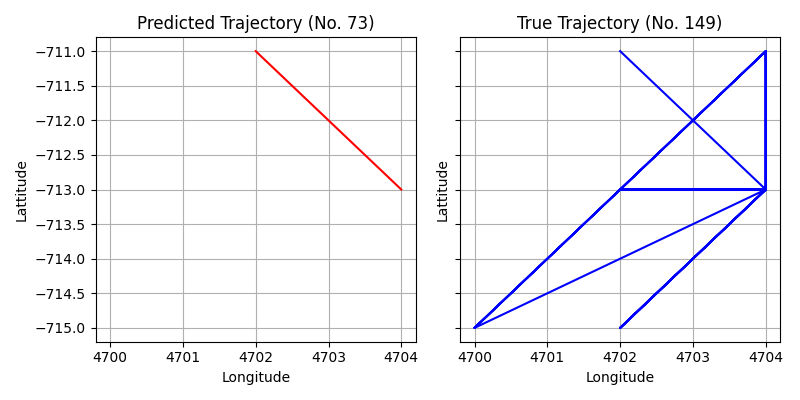 Predicted Trajectory (No. 73)
−711.0
−711.5
−712.0
−712.5
−713.0
−713.5
−714.0
−714.5
−715.0
Lattitude
4700 4701 4702 4703 4704
Longitude
True Trajectory (No. 149)
Lattitude
4700 4701 4702 4703 4704
Longitude